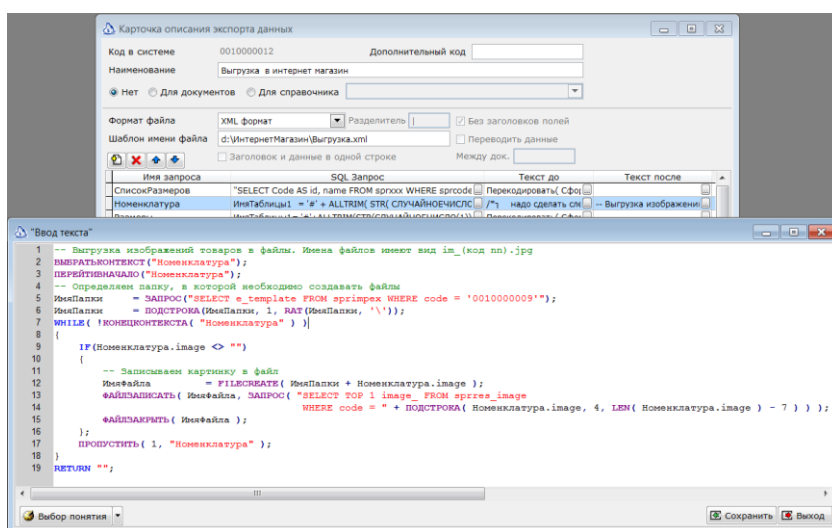 Карточка описания экспорта данных
Код в системе 0010000012 Дополнительный код
Наименование Выгрузка в интернет магазин
Нет Для документов Для справочника
Формат файла XML формат Разделитель | Без заголовков полей
Шаблон имени файла d:\ИнтернетМагазин\Выгрузка.xml Переводить данные
Заголовок и данные в одной строке Между док.
Имя запроса SQL Запрос Текст до Текст после
СписокРазмеров "SELECT Code AS id, name FROM sprxxx WHERE sprcode Перекодировать( Сфор
Номенклатура ИмяТаблицы1 = '#' + ALLTRIM( STR( СЛУЧАЙНОЕЧИСЛО /*1 надо сделать сле -- Выгрузка изображени
"Ввод текста"
1 -- Выгрузка изображений товаров в файлы. Имена файлов имеют вид im_(код nn).jpg
2 ВЫБРАТЬКОНТЕКСТ("Номенклатура");
3 ПЕРЕЙТИВНАЧАЛО("Номенклатура");
4 -- Определяем папку, в которой необходимо создавать файлы
5 ИмяПапки = ЗАПРОС("SELECT e_template FROM sprimpex WHERE code = '0010000009'");
6 ИмяПапки = ПОДСТРОКА(ИмяПапки, 1, RAT(ИмяПапки, '\'));
7 WHILE( !КОНЕЦКОНТЕКСТА( "Номенклатура" ) )
8 {
9 IF(Номенклатура.image <> "")
10 {
11 -- Записываем картинку в файл
12 ИмяФайла = FILECREATE( ИмяПапки + Номенклатура.image );
13 ФАЙЛЗАПИСАТЬ( ИмяФайла, ЗАПРОС( "SELECT TOP 1 image_ FROM sprres_image
14 WHERE code = " + ПОДСТРОКА( Номенклатура.image, 4, LEN( Номенклатура.image ) - 7 ) ) );
15 ФАЙЛЗАКРЫТЬ( ИмяФайла );
16 };
17 ПРОПУСТИТЬ( 1, "Номенклатура" );
18 }
19 RETURN "";
Выбор понятия Сохранить Выход